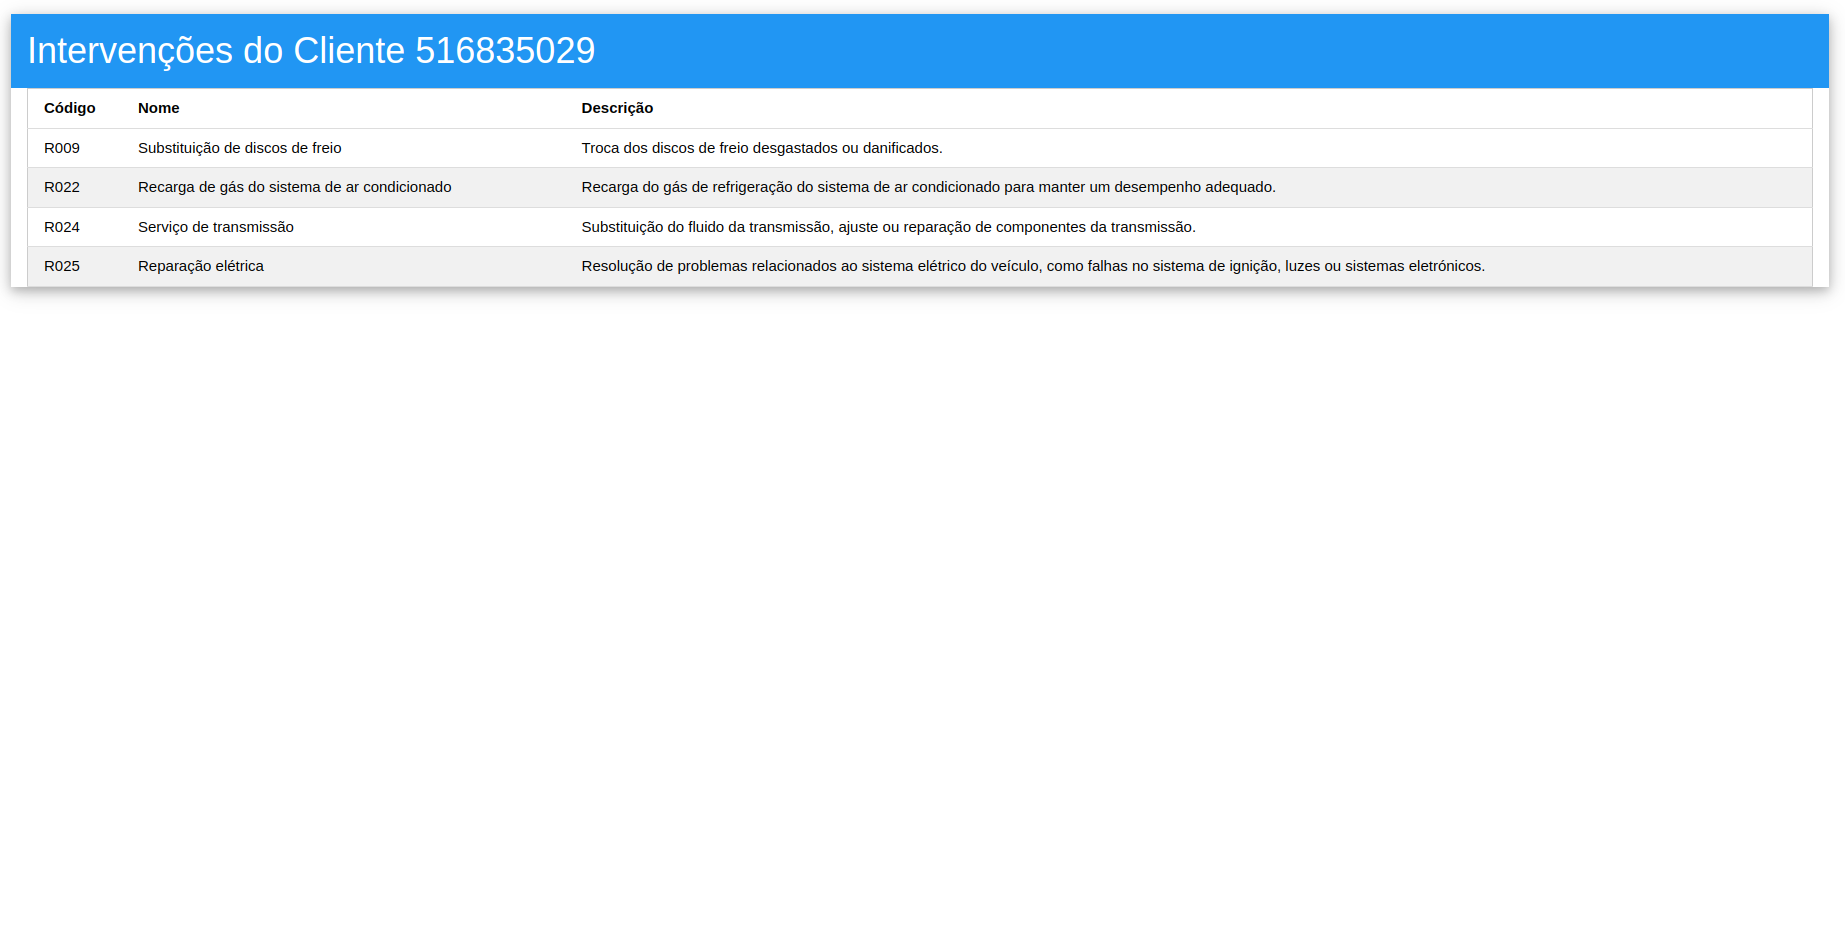 Intervenções do Cliente 516835029
Código Nome Descrição
R009 Substituição de discos de freio Troca dos discos de freio desgastados ou danificados.
R022 Recarga de gás do sistema de ar condicionado Recarga do gás de refrigeração do sistema de ar condicionado para manter um desempenho adequado.
R024 Serviço de transmissão Substituição do fluido da transmissão, ajuste ou reparação de componentes da transmissão.
R025 Reparação elétrica Resolução de problemas relacionados ao sistema elétrico do veículo, como falhas no sistema de ignição, luzes ou sistemas eletrónicos.